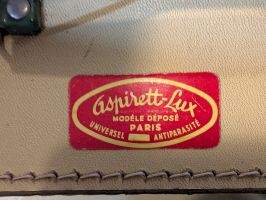 Aspirett-Lux
MODÈLE DÉPOSÉ
PARIS
UNIVERSEL ANTIPARASITÉ